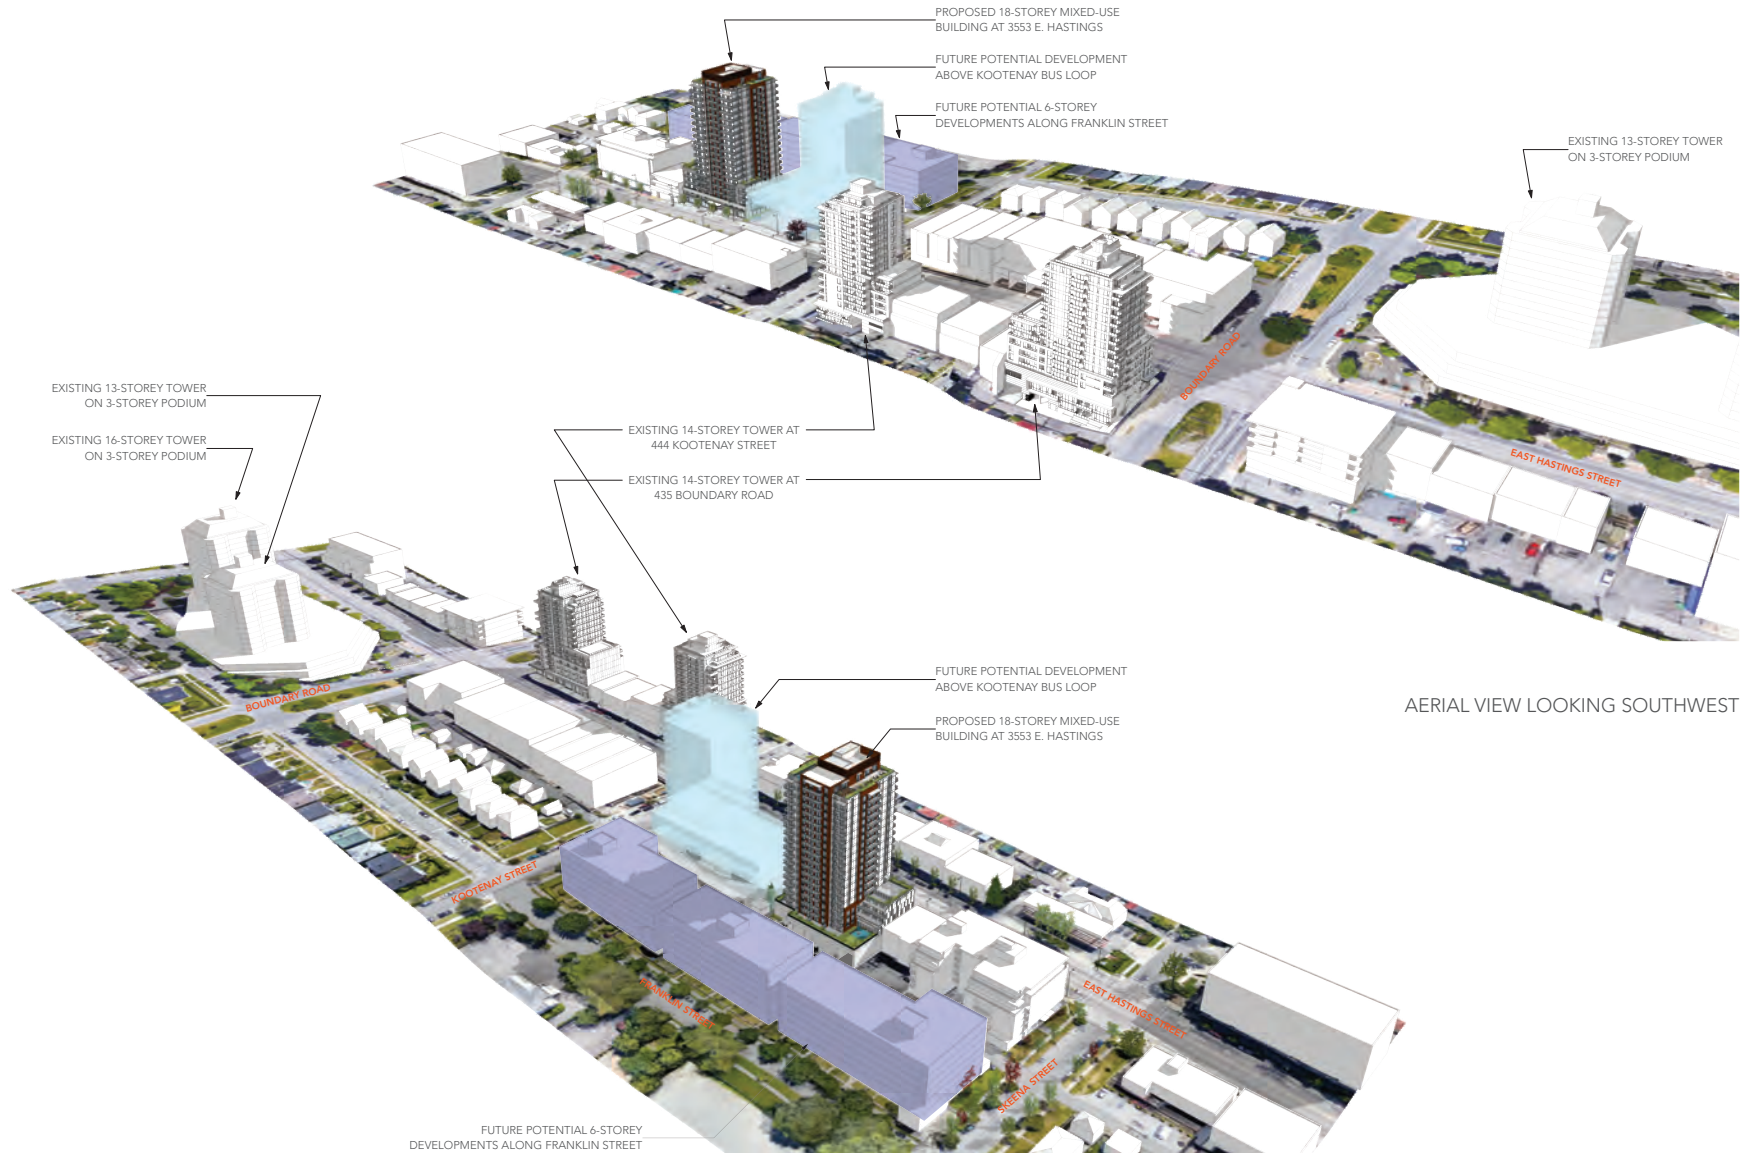 PROPOSED 18-STOREY MIXED-USE
BUILDING AT 3553 E. HASTINGS
FUTURE POTENTIAL DEVELOPMENT
ABOVE KOOTENAY BUS LOOP
FUTURE POTENTIAL 6-STOREY
DEVELOPMENTS ALONG FRANKLIN STREET
EXISTING 13-STOREY TOWER
ON 3-STOREY PODIUM
BOUNDARY ROAD
EAST HASTINGS STREET
EXISTING 13-STOREY TOWER
ON 3-STOREY PODIUM
EXISTING 16-STOREY TOWER
ON 3-STOREY PODIUM
EXISTING 14-STOREY TOWER AT
444 KOOTENAY STREET
EXISTING 14-STOREY TOWER AT
435 BOUNDARY ROAD
AERIAL VIEW LOOKING SOUTHWEST
FUTURE POTENTIAL DEVELOPMENT
ABOVE KOOTENAY BUS LOOP
PROPOSED 18-STOREY MIXED-USE
BUILDING AT 3553 E. HASTINGS
BOUNDARY ROAD
KOOTENAY STREET
FRANKLIN STREET
EAST HASTINGS STREET
SKEENA STREET
FUTURE POTENTIAL 6-STOREY
DEVELOPMENTS ALONG FRANKLIN STREET